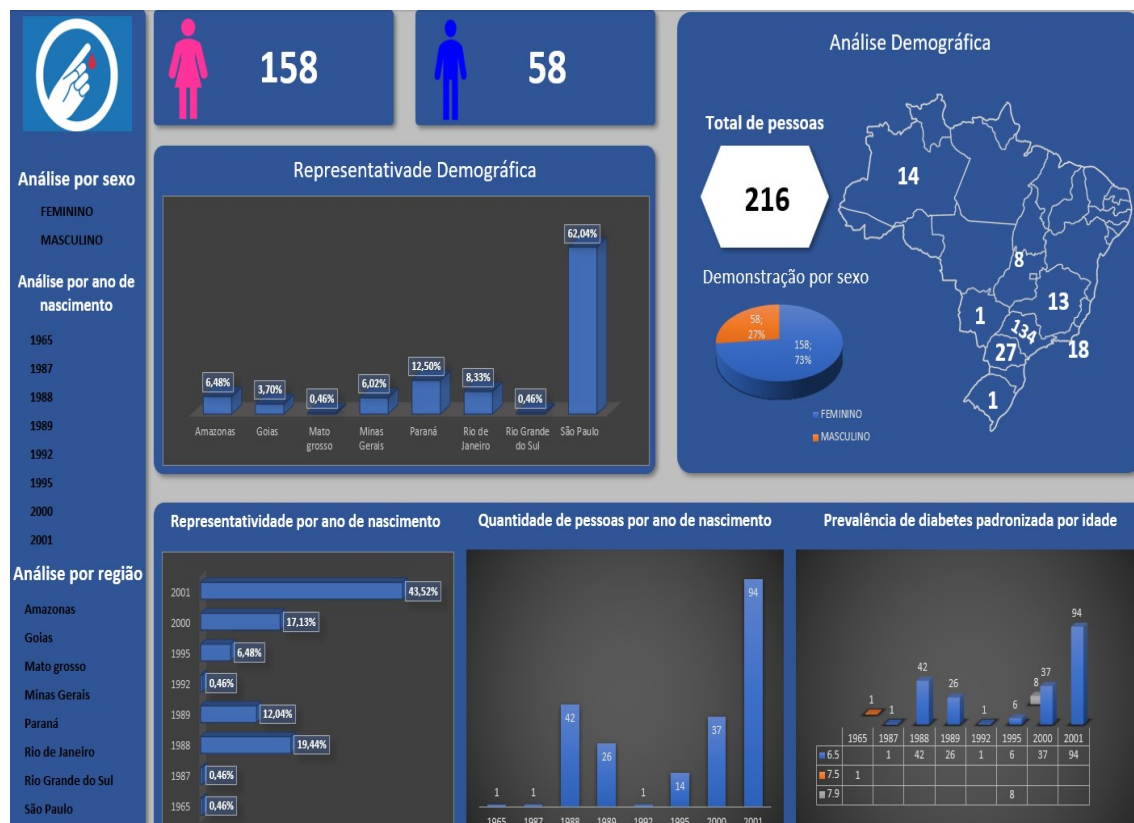 158
58
Análise por sexo
FEMININO
MASCULINO
Análise por ano de
nascimento
1965
1987
1988
1989
1992
1995
2000
2001
Análise por região
Amazonas
Goias
Mato grosso
Minas Gerais
Paraná
Rio de Janeiro
Rio Grande do Sul
São Paulo
Representativade Demográfica
6,48%
3,70%
0,46%
6,02%
12,50%
8,33%
0,46%
62,04%
Amazonas Goias Mato Minas Paraná Rio de Rio Grande São Paulo
grosso Gerais Janeiro do Sul
Análise Demográfica
Total de pessoas
216
Demonstração por sexo
58;
27%
158;
73%
FEMININO
MASCULINO
14
8
13
1
134
27
18
1
Representatividade por ano de nascimento
2001 43,52%
2000 17,13%
1995 6,48%
1992 0,46%
1989 12,04%
1988 19,44%
1987 0,46%
1965 0,46%
Quantidade de pessoas por ano de nascimento
1 1 42 26 1 14 37 94
1965 1987 1988 1989 1992 1995 2000 2001
Prevalência de diabetes padronizada por idade
1 1 42 26 1 6 8 37 94
1965 1987 1988 1989 1992 1995 2000 2001
6.5 1 42 26 1 6 37 94
7.5 1
7.9 8